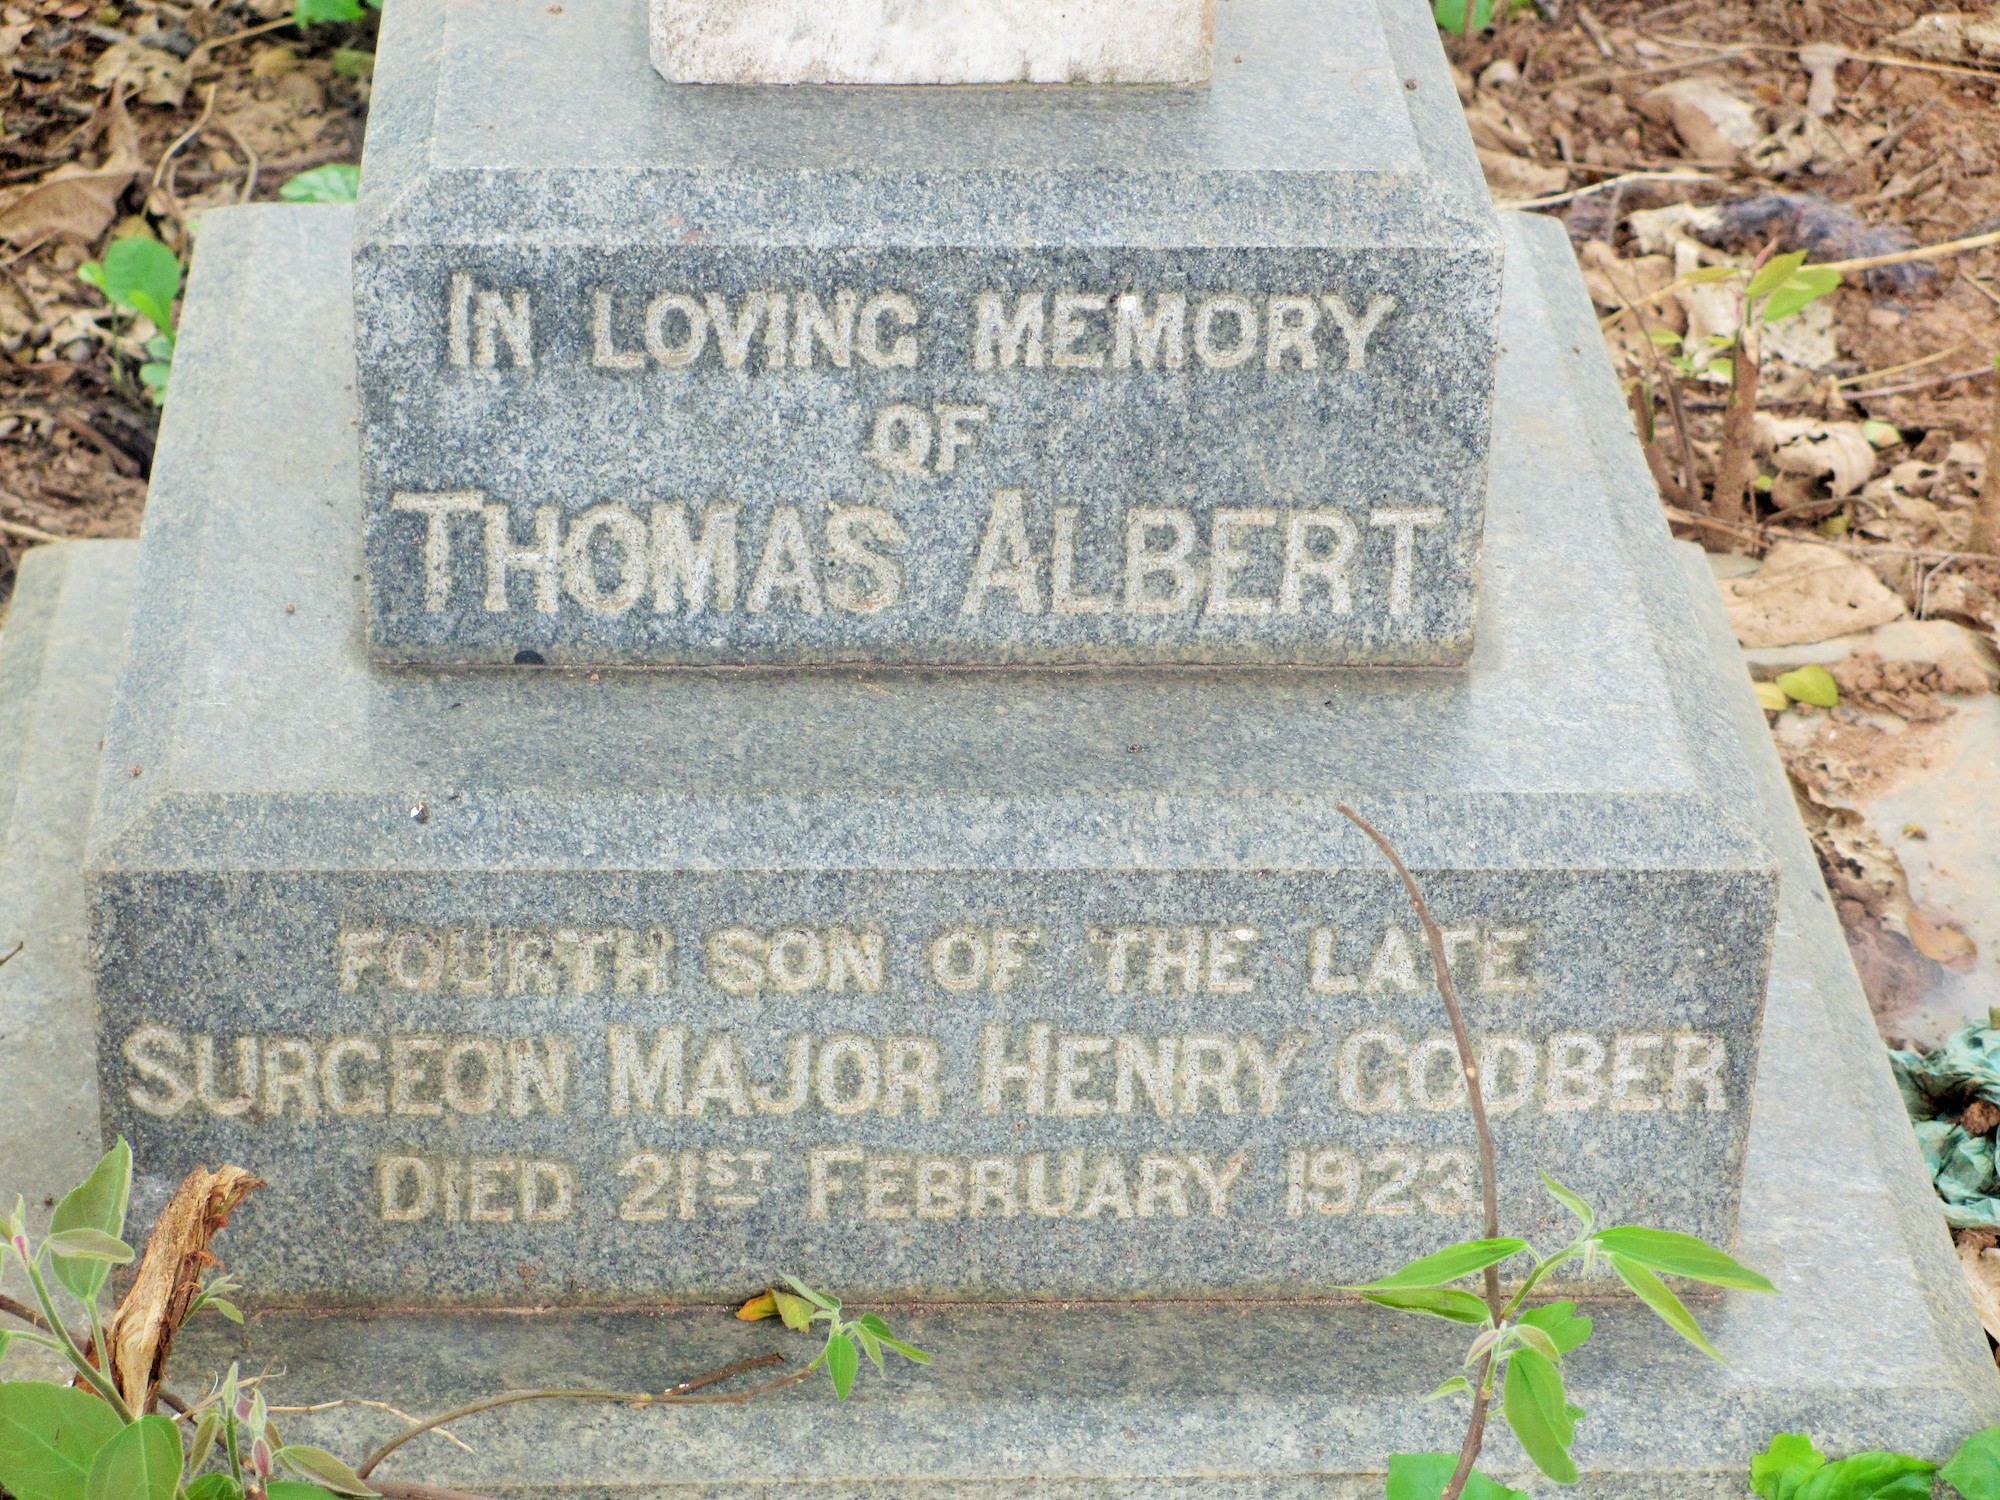 IN LOVING MEMORY
OF
THOMAS ALBERT
FOURTH SON OF THE LATE
SURGEON MAJOR HENRY GODBER
DIED 21ST FEBRUARY 1923.